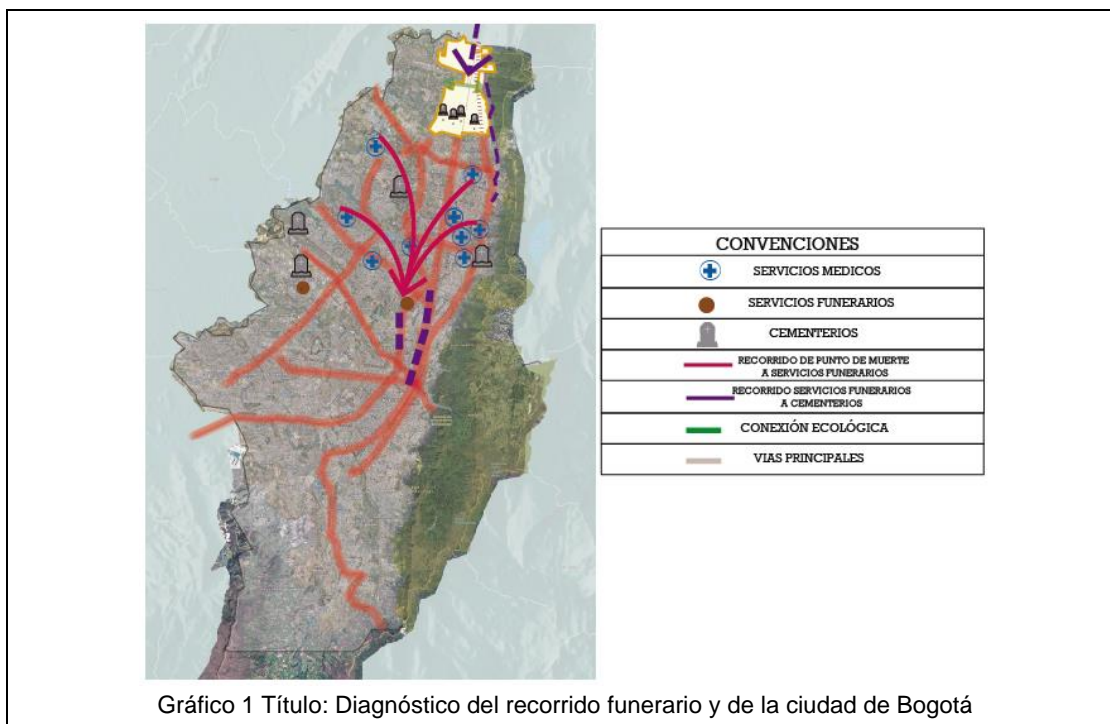 CONVENCIONES
SERVICIOS MEDICOS
SERVICIOS FUNERARIOS
CEMENTERIOS
RECORRIDO DE PUNTO DE MUERTE
A SERVICIOS FUNERARIOS
RECORRIDO SERVICIOS FUNERARIOS
A CEMENTERIOS
CONEXIÓN ECOLÓGICA
VIAS PRINCIPALES
Gráfico 1 Título: Diagnóstico del recorrido funerario y de la ciudad de Bogotá